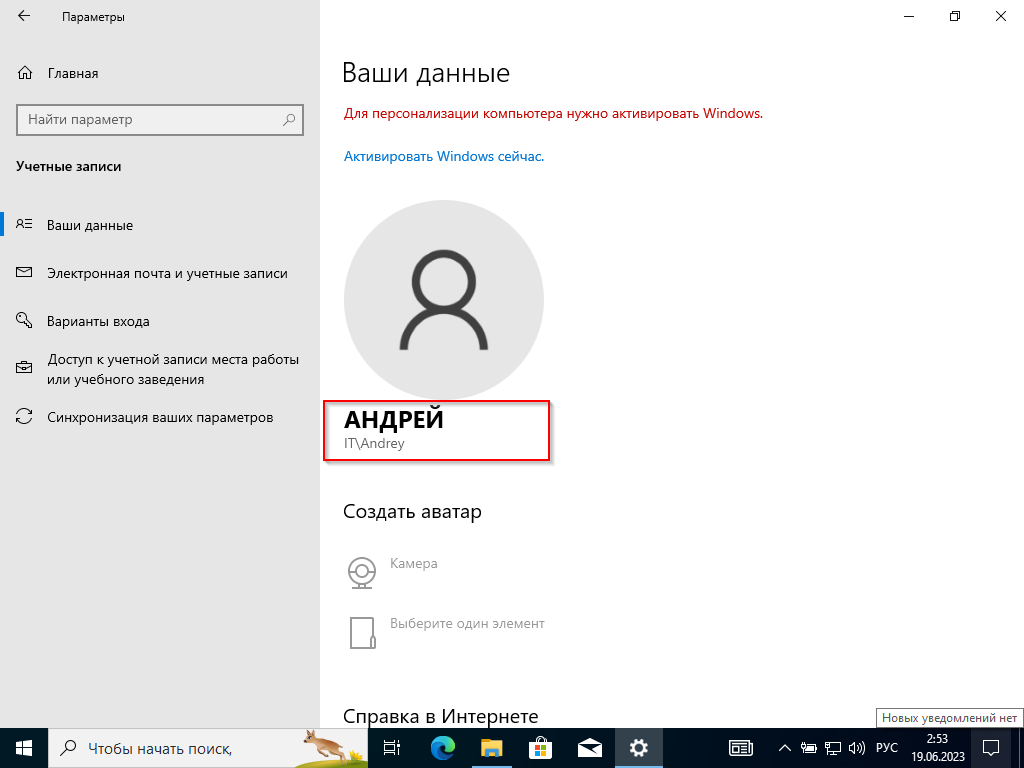 Параметры
Главная
Найти параметр
Учетные записи
Ваши данные
Электронная почта и учетные записи
Варианты входа
Доступ к учетной записи места работы
или учебного заведения
Синхронизация ваших параметров
Ваши данные
Для персонализации компьютера нужно активировать Windows.
Активировать Windows сейчас.
АНДРЕЙ
IT\Andrey
Создать аватар
Камера
Выберите один элемент
Справка в Интернете
Новых уведомлений нет
Чтобы начать поиск,
РУС
2:53
19.06.2023